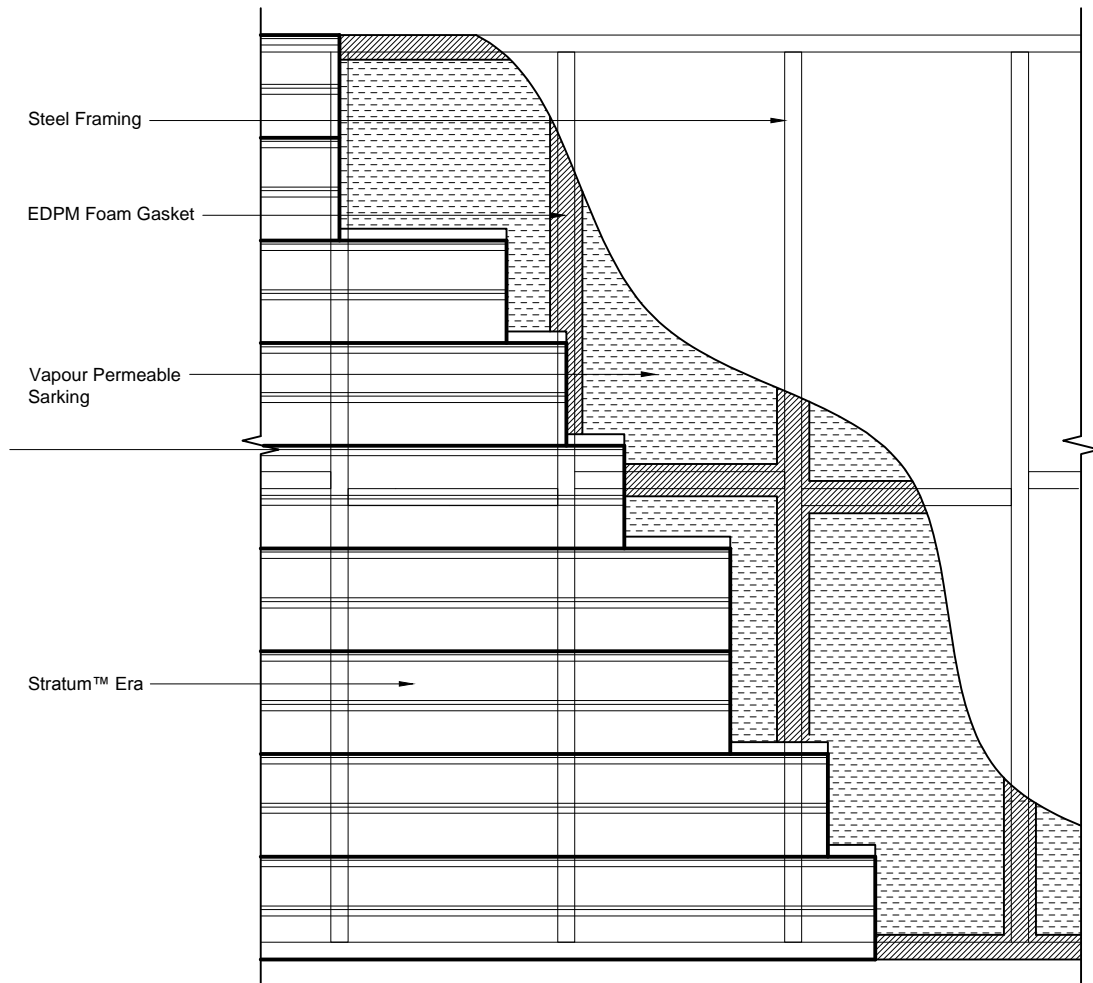 Steel Framing
EDPM Foam Gasket
Vapour Permeable
Sarking
Stratum™ Era